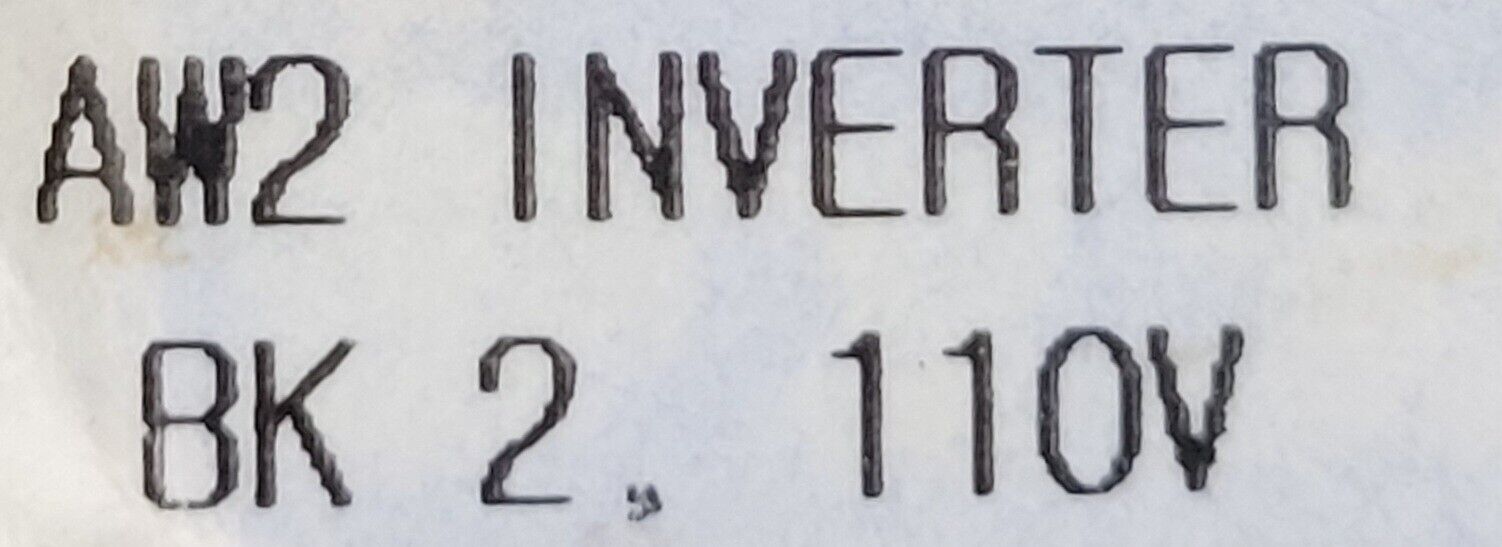 AW2 INVERTER
BK 2, 110V